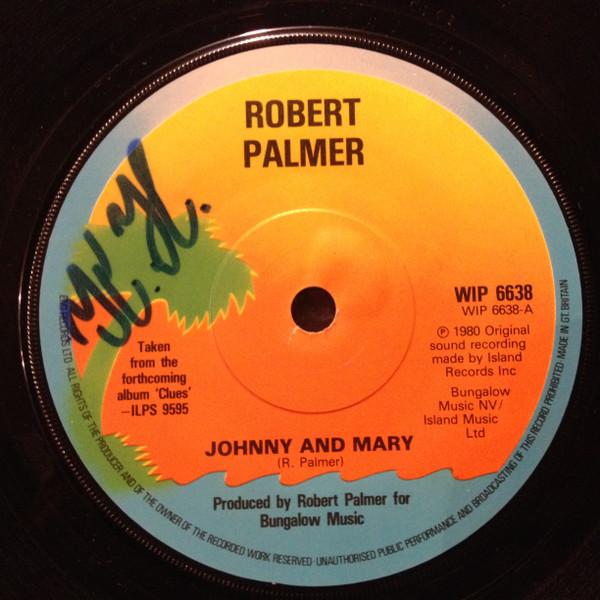 ROBERT
PALMER
WIP 6638
WIP 6638-A
℗ 1980 Original
sound recording
made by Island
Records Inc
Bungalow
Music NV/
Island Music
Ltd
Taken
from the
forthcoming
album 'Clues'
–ILPS 9595
JOHNNY AND MARY
(R. Palmer)
Produced by Robert Palmer for
Bungalow Music
RECORDS LTD ALL RIGHTS OF THE PRODUCER AND OF THE OWNER OF THE RECORDED WORK RESERVED · UNAUTHORISED PUBLIC PERFORMANCE AND BROADCASTING OF THIS RECORD PROHIBITED · MADE IN GT. BRITAIN